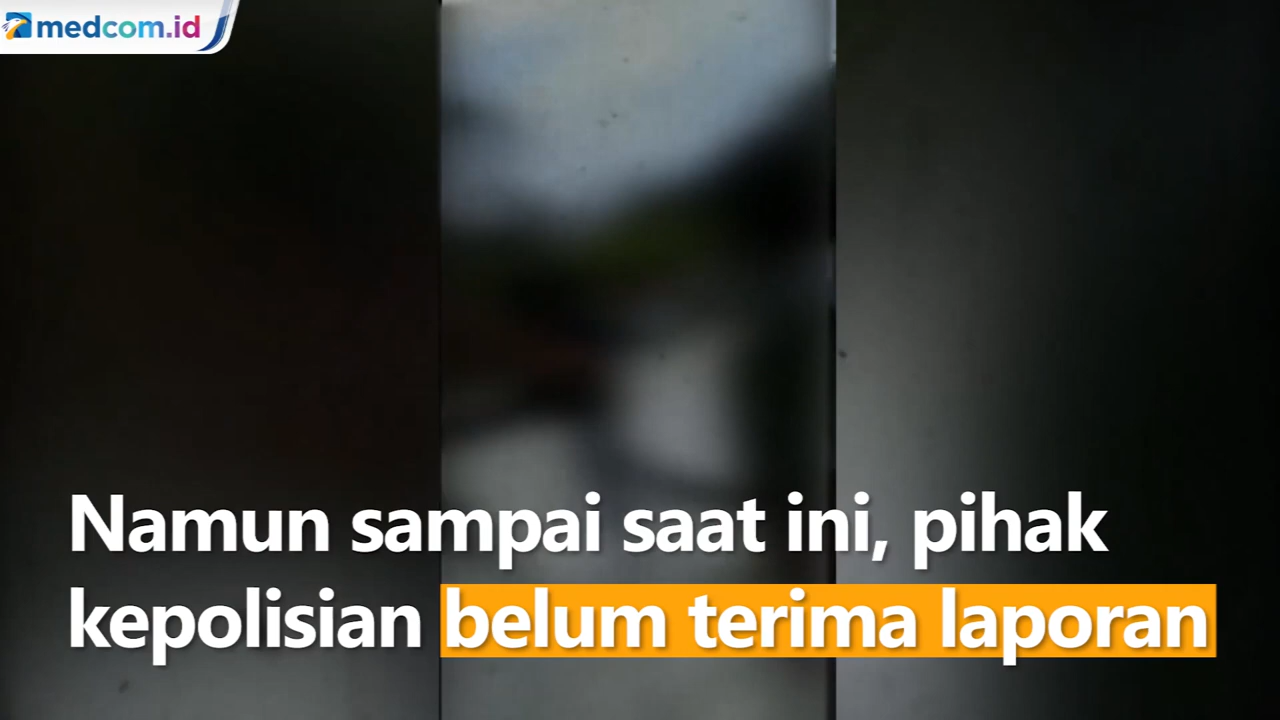 medcom.id
Namun sampai saat ini, pihak
kepolisian belum terima laporan